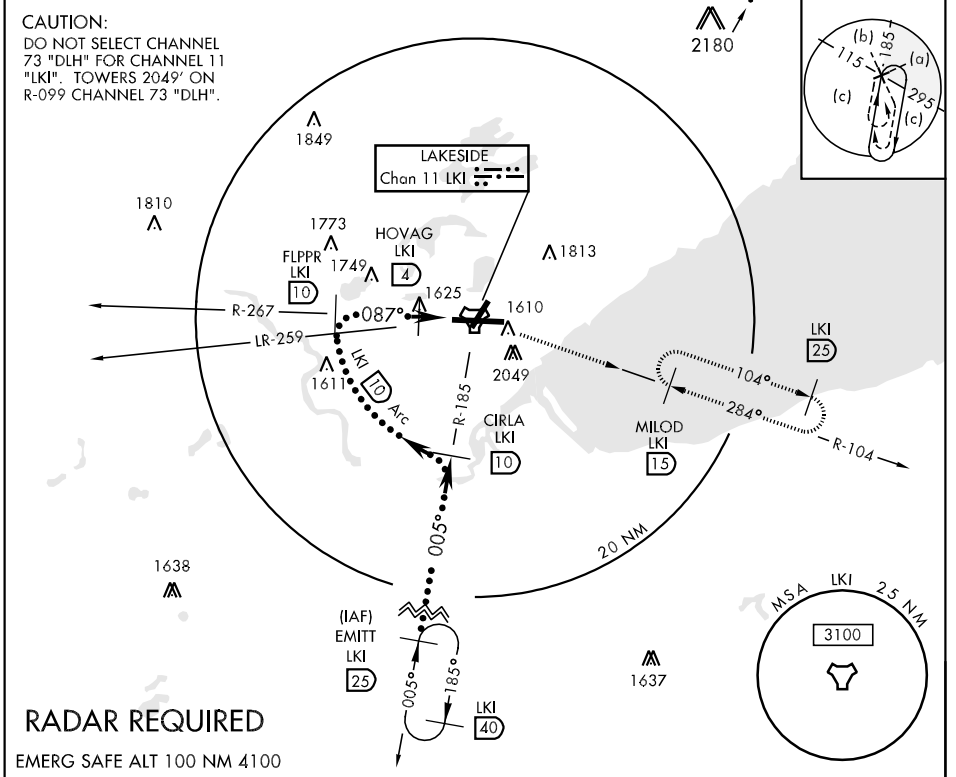 CAUTION:
DO NOT SELECT CHANNEL
73 "DLH" FOR CHANNEL 11
"LKI". TOWERS 2049' ON
R-099 CHANNEL 73 "DLH".
2180
(b)
185
(a)
115
295
(c)
(c)
1849
LAKESIDE
Chan 11 LKI
1810
1773
HOVAG
LKI
4
1813
FLPPR
LKI
10
1749
1625
1610
R-267
087°
LR-259
LKI
25
1611
2049
LKI 10 Arc
104°
284°
R-185
CIRLA
LKI
10
MILOD
LKI
15
R-104
005°
20 NM
1638
(IAF)
EMITT
LKI
25
MSA LKI 25 NM
3100
1637
005°
185°
LKI
40
RADAR REQUIRED
EMERG SAFE ALT 100 NM 4100